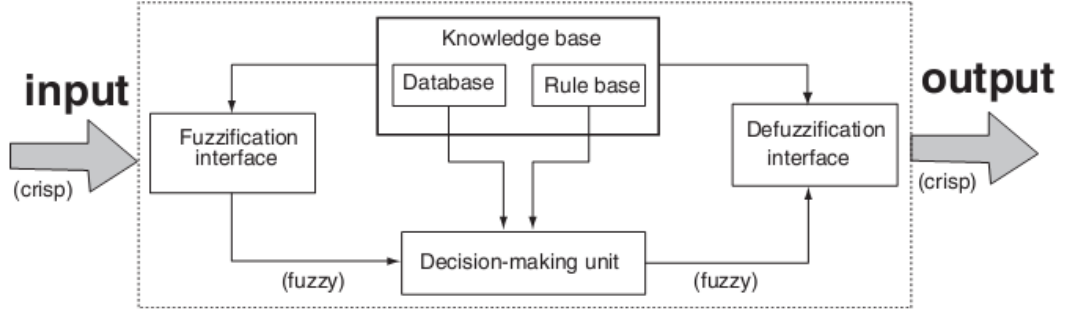 Knowledge base
Database
Rule base
input
output
Fuzzification
interface
Defuzzification
interface
(crisp)
(crisp)
Decision-making unit
(fuzzy)
(fuzzy)